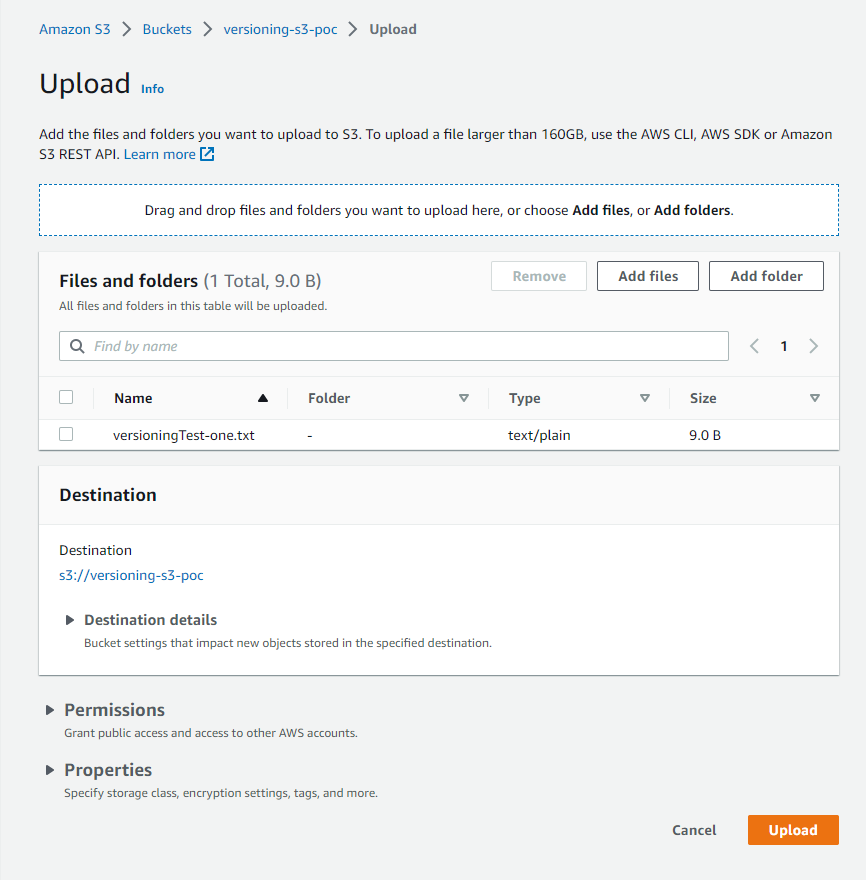 Amazon S3 > Buckets > versioning-s3-poc > Upload
Upload Info
Add the files and folders you want to upload to S3. To upload a file larger than 160GB, use the AWS CLI, AWS SDK or Amazon
S3 REST API. Learn more
Drag and drop files and folders you want to upload here, or choose Add files, or Add folders.
Files and folders (1 Total, 9.0 B)
Remove Add files Add folder
All files and folders in this table will be uploaded.
Find by name
1
Name Folder Type Size
versioningTest-one.txt - text/plain 9.0 B
Destination
Destination
s3://versioning-s3-poc
Destination details
Bucket settings that impact new objects stored in the specified destination.
Permissions
Grant public access and access to other AWS accounts.
Properties
Specify storage class, encryption settings, tags, and more.
Cancel Upload